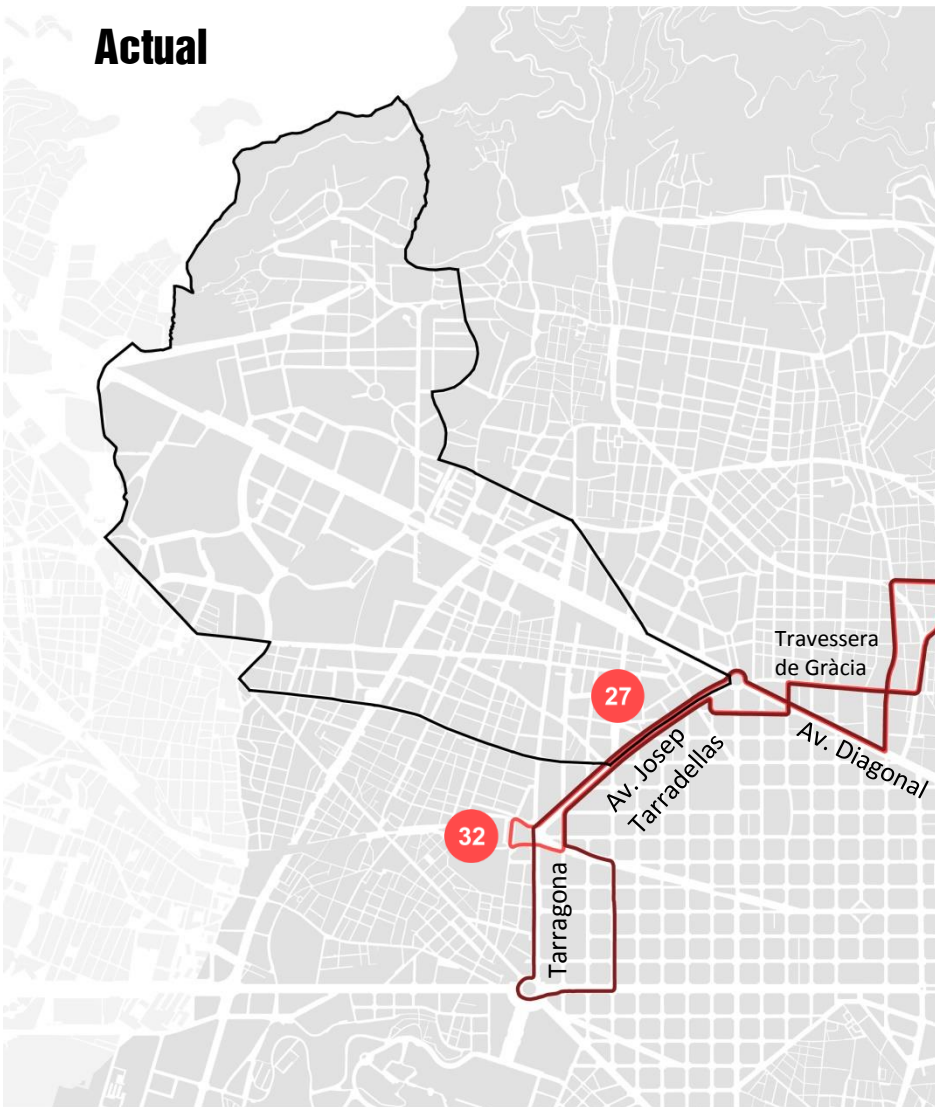 Actual
Travessera
de Gràcia
27
Av. Josep
Tarradellas
Av. Diagonal
32
Tarragona